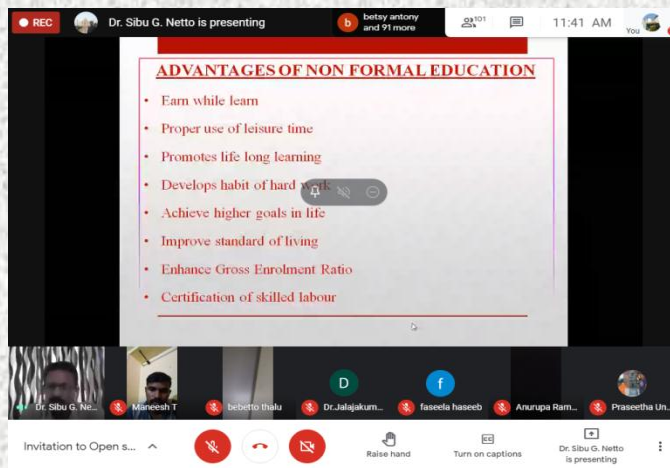 REC
Dr. Sibu G. Netto is presenting
b
betsy antony
and 91 more
101
11:41 AM
You
ADVANTAGES OF NON FORMAL EDUCATION
• Earn while learn
• Proper use of leisure time
• Promotes life long learning
• Develops habit of hard work
• Achieve higher goals in life
• Improve standard of living
• Enhance Gross Enrolment Ratio
• Certification of skilled labour
D
f
Dr. Sibu G. Ne...
Maneesh T
bebetto thalu
Dr.Jalajakum...
faseela haseeb
Anurupa Ram...
Praseetha Un...
Invitation to Open s...
Raise hand
Turn on captions
Dr. Sibu G. Netto
is presenting